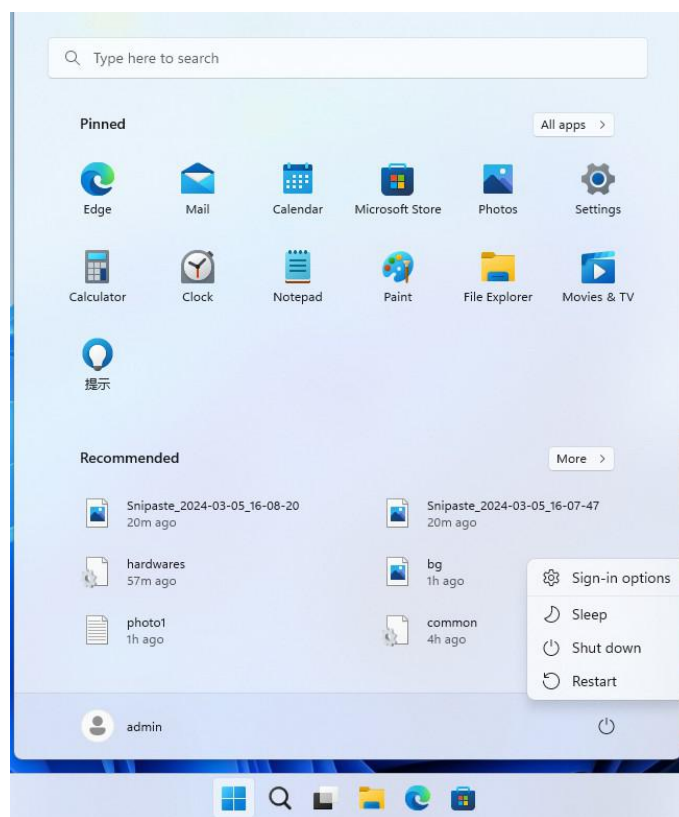 Type here to search
Pinned
All apps >
Edge
Mail
Calendar
Microsoft Store
Photos
Settings
Calculator
Clock
Notepad
Paint
File Explorer
Movies & TV
提示
Recommended
More >
Snipaste_2024-03-05_16-08-20
20m ago
Snipaste_2024-03-05_16-07-47
20m ago
hardwares
57m ago
bg
1h ago
photo1
1h ago
common
4h ago
Sign-in options
Sleep
Shut down
Restart
admin